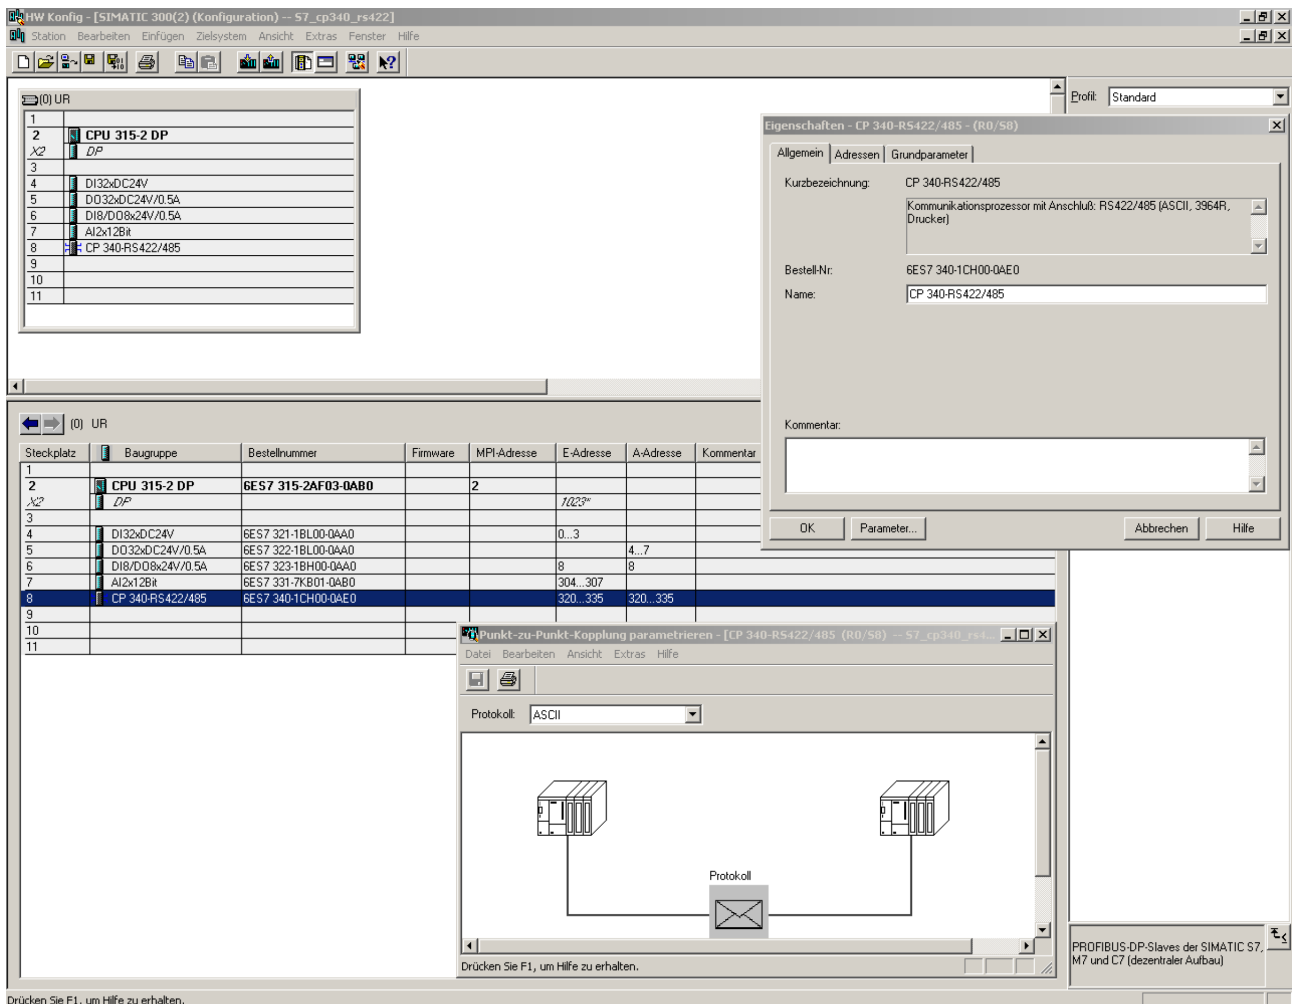 HW Konfig - [SIMATIC 300(2) (Konfiguration) -- S7_cp340_rs422]
Station Bearbeiten Einfügen Zielsystem Ansicht Extras Fenster Hilfe
(0) UR
1
2 CPU 315-2 DP
X2 DP
3
4 DI32xDC24V
5 DO32xDC24V/0.5A
6 DI8/DO8x24V/0.5A
7 AI2x12Bit
8 CP 340-RS422/485
9
10
11
Profil: Standard
Eigenschaften - CP 340-RS422/485 - (R0/S8)
Allgemein Adressen Grundparameter
Kurzbezeichnung: CP 340-RS422/485
Kommunikationsprozessor mit Anschluß: RS422/485 (ASCII, 3964R,
Drucker)
Bestell-Nr.: 6ES7 340-1CH00-0AE0
Name: CP 340-RS422/485
Kommentar:
OK Parameter... Abbrechen Hilfe
(0) UR
Steckplatz Baugruppe Bestellnummer Firmware MPI-Adresse E-Adresse A-Adresse Kommentar
1
2 CPU 315-2 DP 6ES7 315-2AF03-0AB0 2
X2 DP 1023*
3
4 DI32xDC24V 6ES7 321-1BL00-0AA0 0...3
5 DO32xDC24V/0.5A 6ES7 322-1BL00-0AA0 4...7
6 DI8/DO8x24V/0.5A 6ES7 323-1BH00-0AA0 8 8
7 AI2x12Bit 6ES7 331-7KB01-0AB0 304...307
8 CP 340-RS422/485 6ES7 340-1CH00-0AE0 320...335 320...335
9
10
11
Punkt-zu-Punkt-Kopplung parametrieren - [CP 340-RS422/485 (R0/S8) -- S7_cp340_rs4...
Datei Bearbeiten Ansicht Extras Hilfe
Protokoll: ASCII
Protokoll
Drücken Sie F1, um Hilfe zu erhalten.
PROFIBUS-DP-Slaves der SIMATIC S7,
M7 und C7 (dezentraler Aufbau)
Drücken Sie F1, um Hilfe zu erhalten.